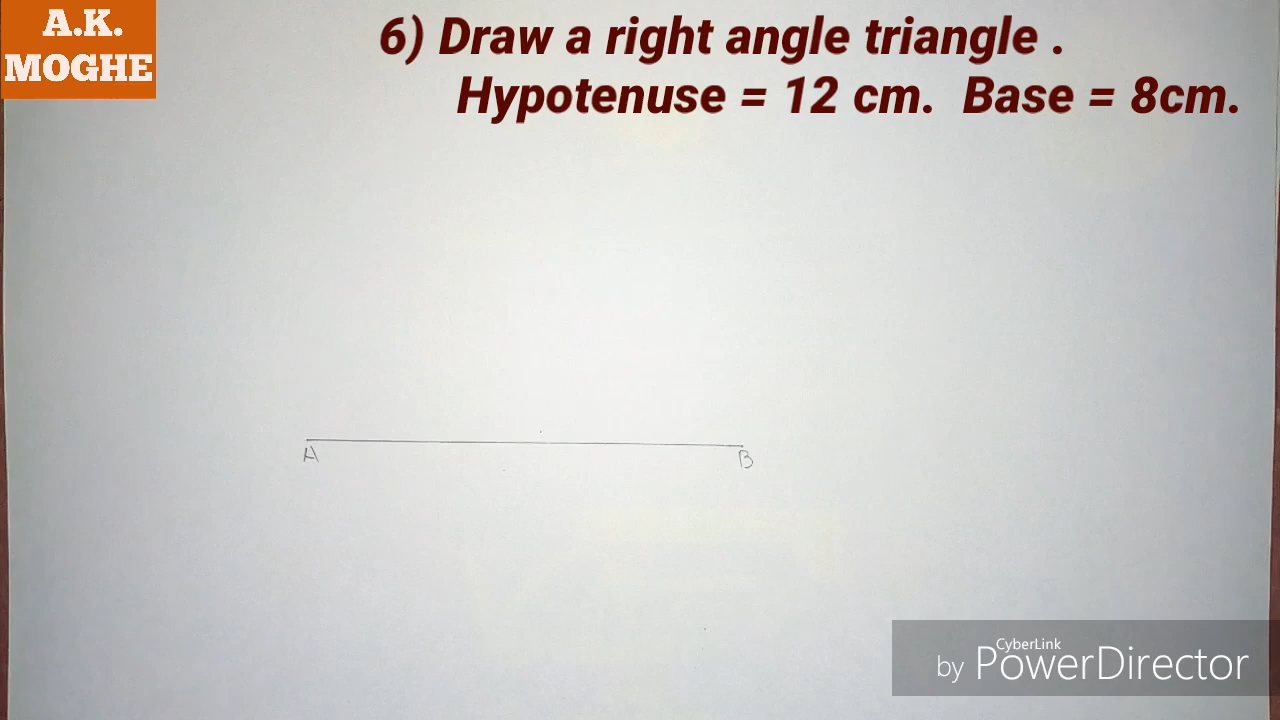 A.K.
MOGHE
6) Draw a right angle triangle .
Hypotenuse = 12 cm. Base = 8cm.
A
B
CyberLink
by PowerDirector